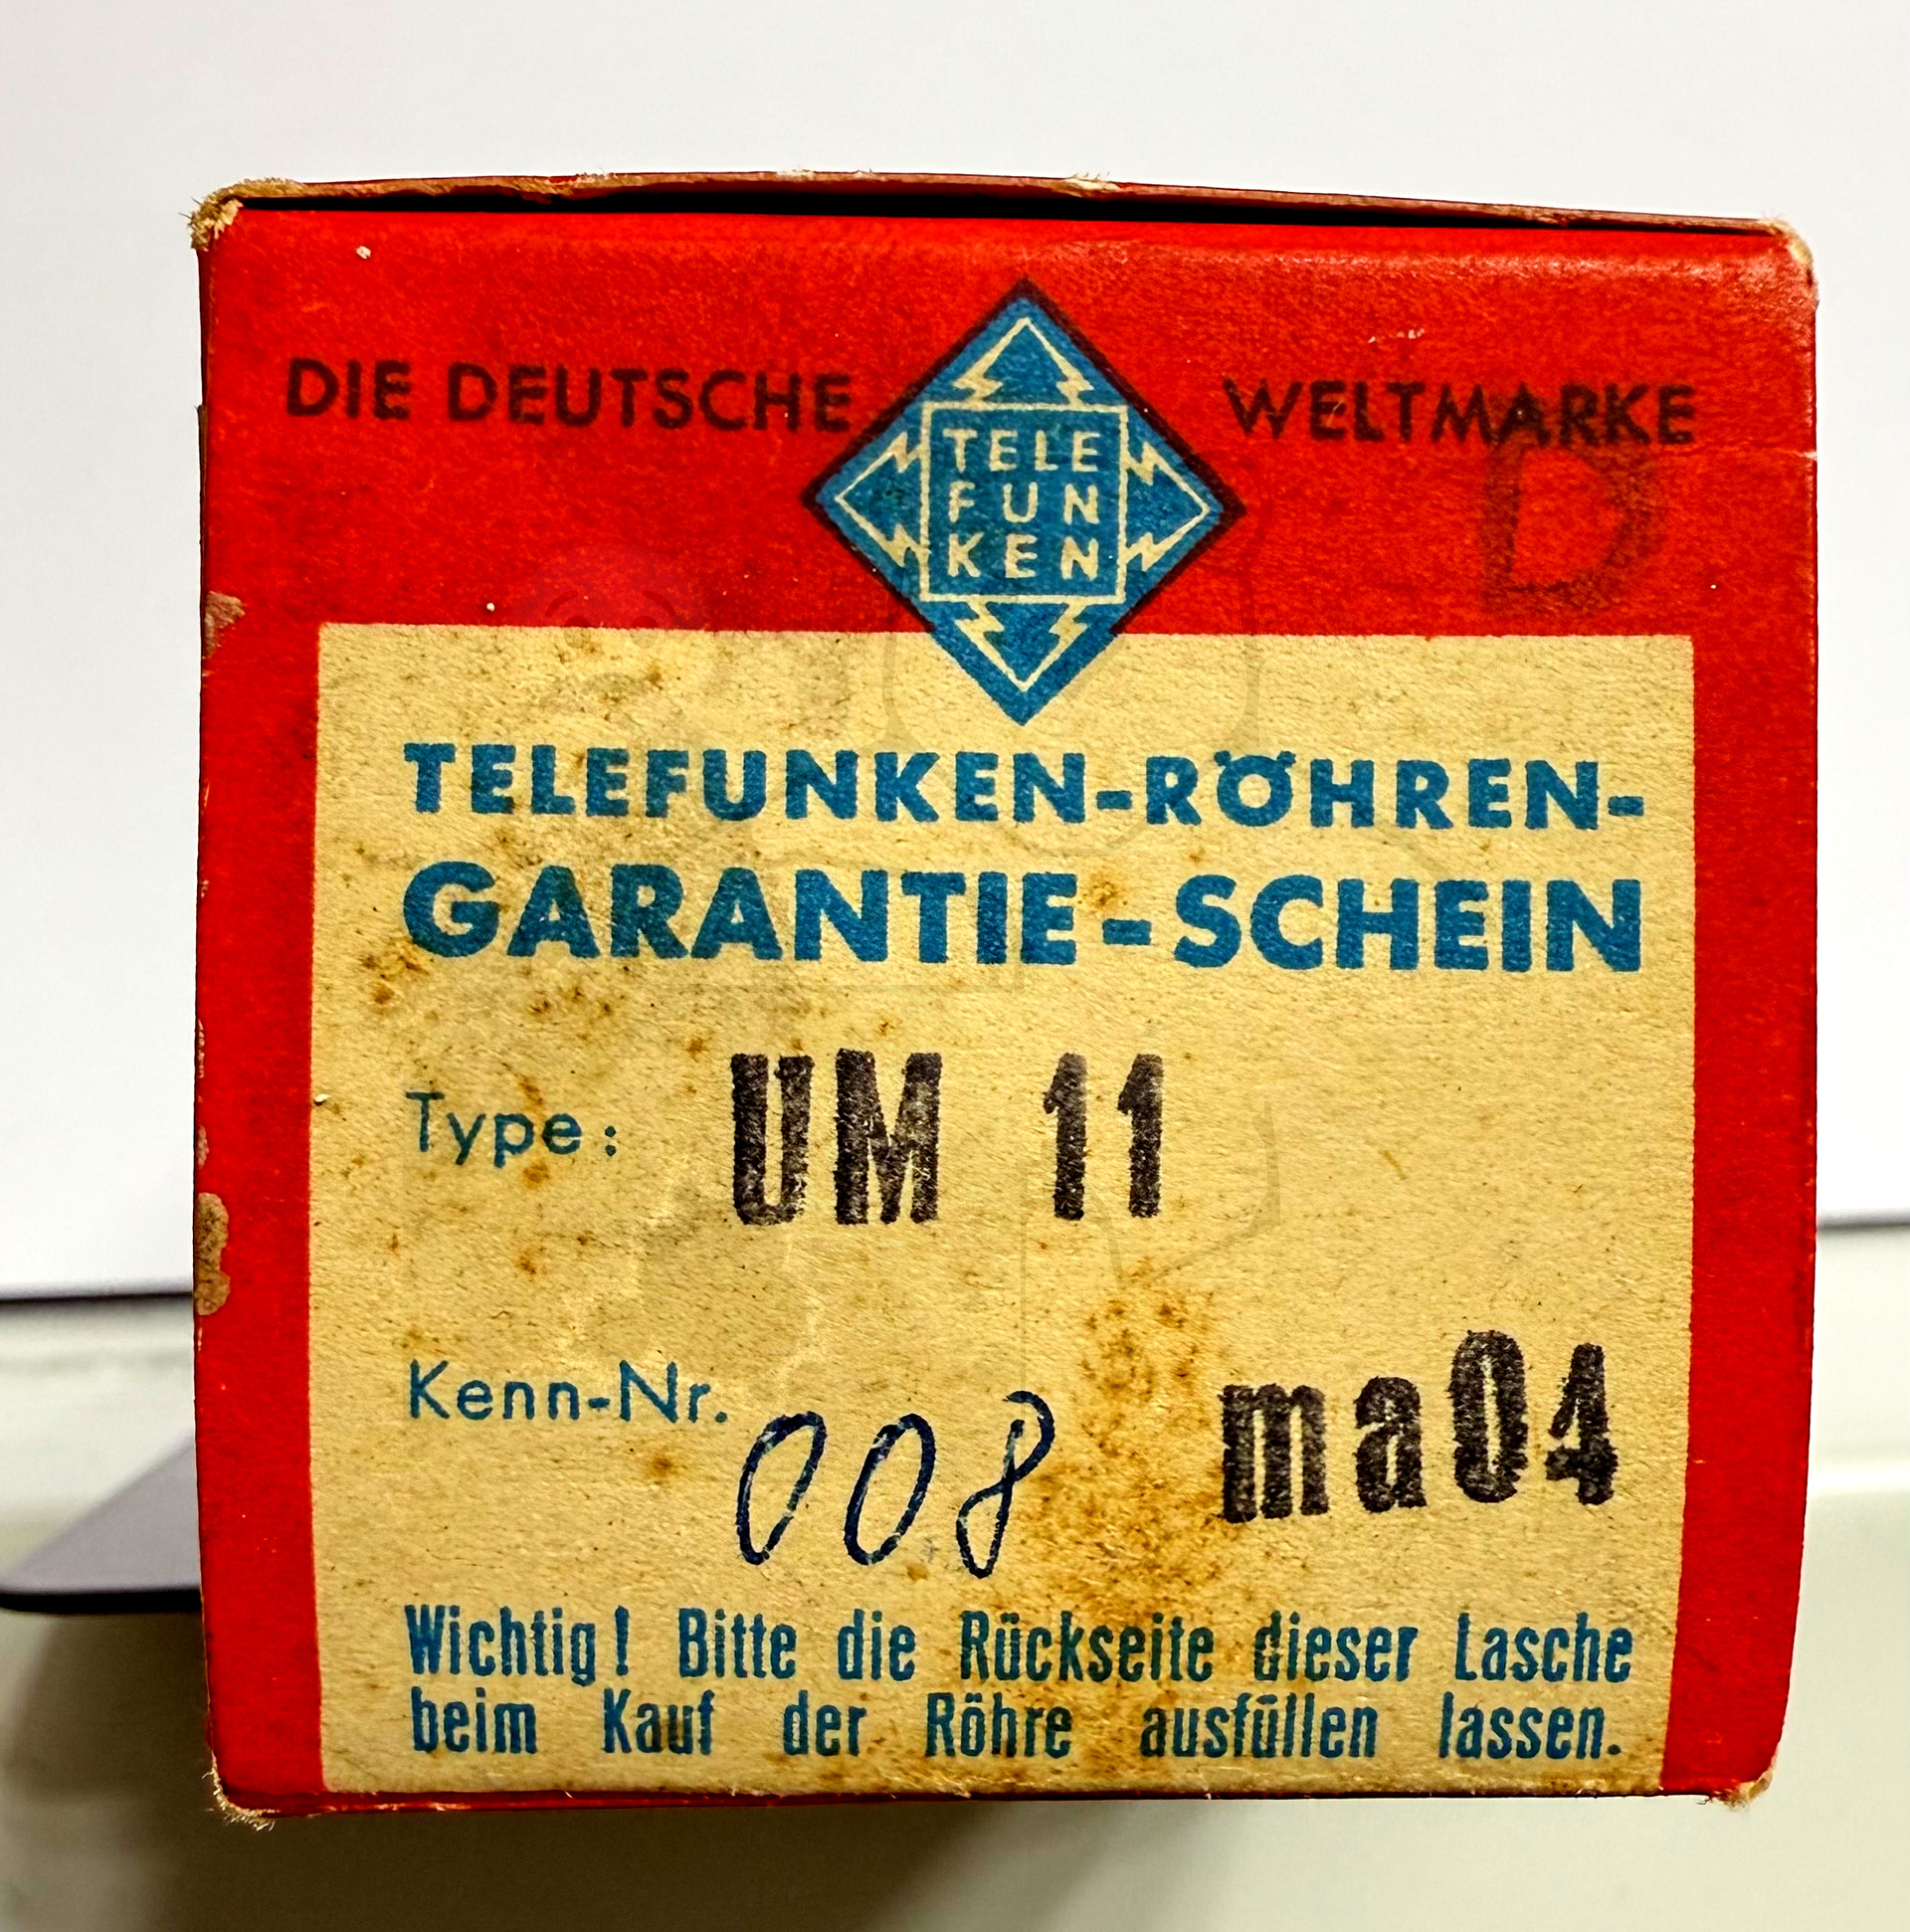 DIE DEUTSCHE WELTMARKE
TELE
FUN
KEN
D
TELEFUNKEN-RÖHREN-
GARANTIE-SCHEIN
Type: UM 11
Kenn-Nr. 008 ma04
Wichtig! Bitte die Rückseite dieser Lasche
beim Kauf der Röhre ausfüllen lassen.